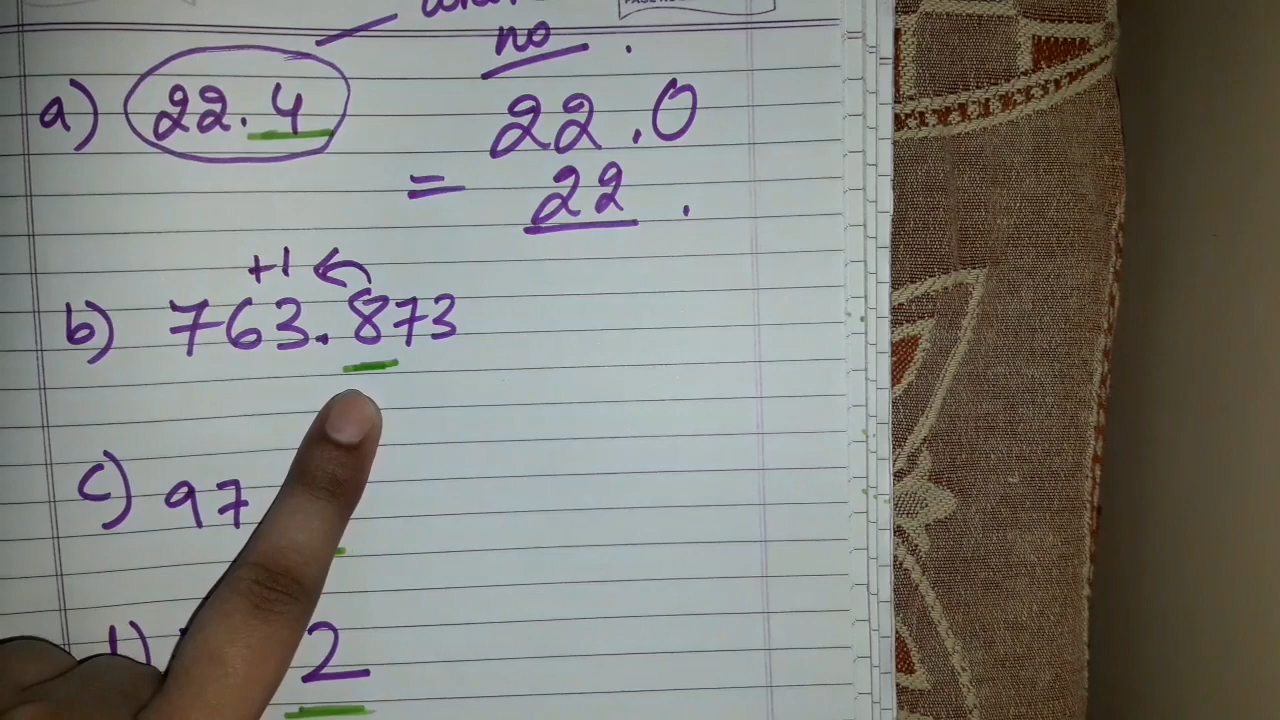 no.
a) 22.4 22.0
= 22.
+1
b) 763.873
c) 97
2